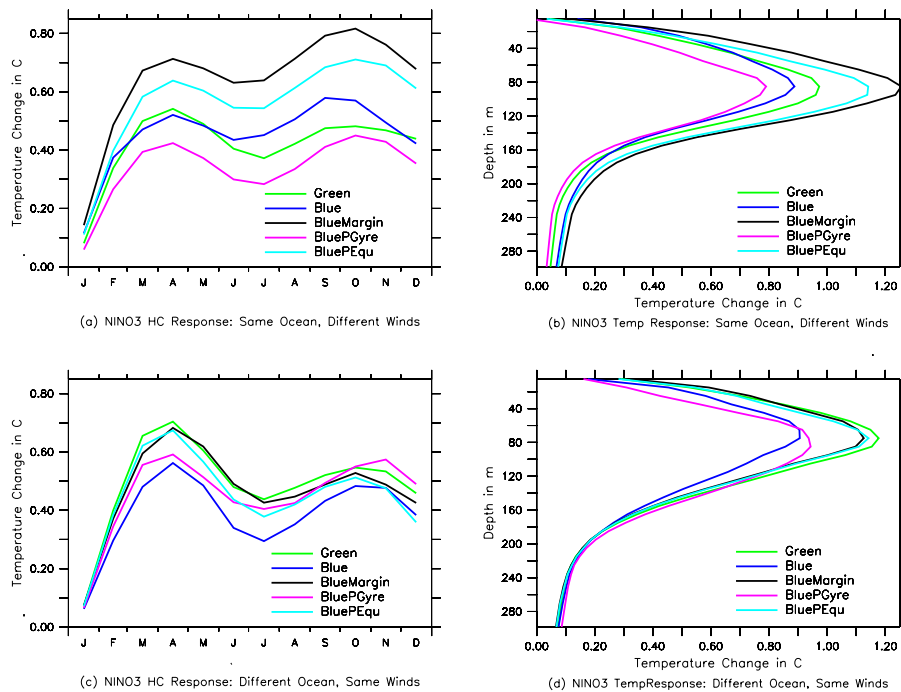 0.80
0.60
0.40
0.20
0.00
Temperature Change in C
J F M A M J J A S O N D
Green
Blue
BlueMargin
BluePGyre
BluePEqu
(a) NINO3 HC Response: Same Ocean, Different Winds
40
80
120
160
200
240
280
Depth in m
Green
Blue
BlueMargin
BluePGyre
BluePEqu
0.00 0.20 0.40 0.60 0.80 1.00 1.20
Temperature Change in C
(b) NINO3 Temp Response: Same Ocean, Different Winds
0.80
0.60
0.40
0.20
0.00
Temperature Change in C
J F M A M J J A S O N D
Green
Blue
BlueMargin
BluePGyre
BluePEqu
(c) NINO3 HC Response: Different Ocean, Same Winds
40
80
120
160
200
240
280
Depth in m
Green
Blue
BlueMargin
BluePGyre
BluePEqu
0.00 0.20 0.40 0.60 0.80 1.00 1.20
Temperature Change in C
(d) NINO3 TempResponse: Different Ocean, Same Winds